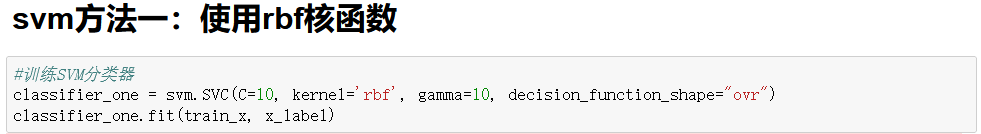 svm方法一：使用rbf核函数
#训练SVM分类器
classifier_one = svm.SVC(C=10, kernel='rbf', gamma=10, decision_function_shape="ovr")
classifier_one.fit(train_x, x_label)